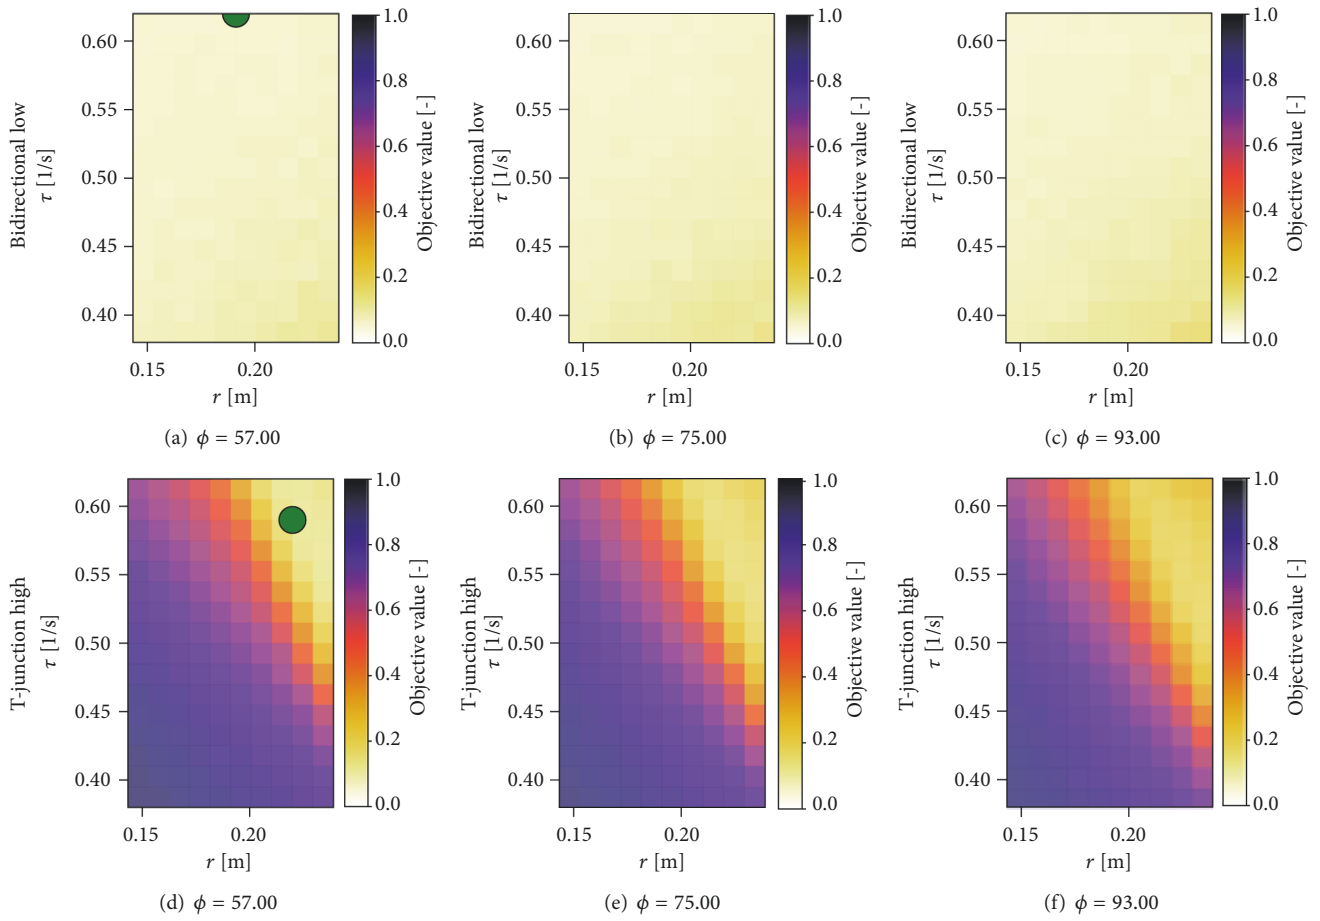 Bidirectional low
τ [1/s]
0.60
0.55
0.50
0.45
0.40
0.15
0.20
r [m]
1.0
0.8
0.6
0.4
0.2
0.0
Objective value [-]
(a) ϕ = 57.00
Bidirectional low
τ [1/s]
0.60
0.55
0.50
0.45
0.40
0.15
0.20
r [m]
1.0
0.8
0.6
0.4
0.2
0.0
Objective value [-]
(b) ϕ = 75.00
Bidirectional low
τ [1/s]
0.60
0.55
0.50
0.45
0.40
0.15
0.20
r [m]
1.0
0.8
0.6
0.4
0.2
0.0
Objective value [-]
(c) ϕ = 93.00
T-junction high
τ [1/s]
0.60
0.55
0.50
0.45
0.40
0.15
0.20
r [m]
1.0
0.8
0.6
0.4
0.2
0.0
Objective value [-]
(d) ϕ = 57.00
T-junction high
τ [1/s]
0.60
0.55
0.50
0.45
0.40
0.15
0.20
r [m]
1.0
0.8
0.6
0.4
0.2
0.0
Objective value [-]
(e) ϕ = 75.00
T-junction high
τ [1/s]
0.60
0.55
0.50
0.45
0.40
0.15
0.20
r [m]
1.0
0.8
0.6
0.4
0.2
0.0
Objective value [-]
(f) ϕ = 93.00